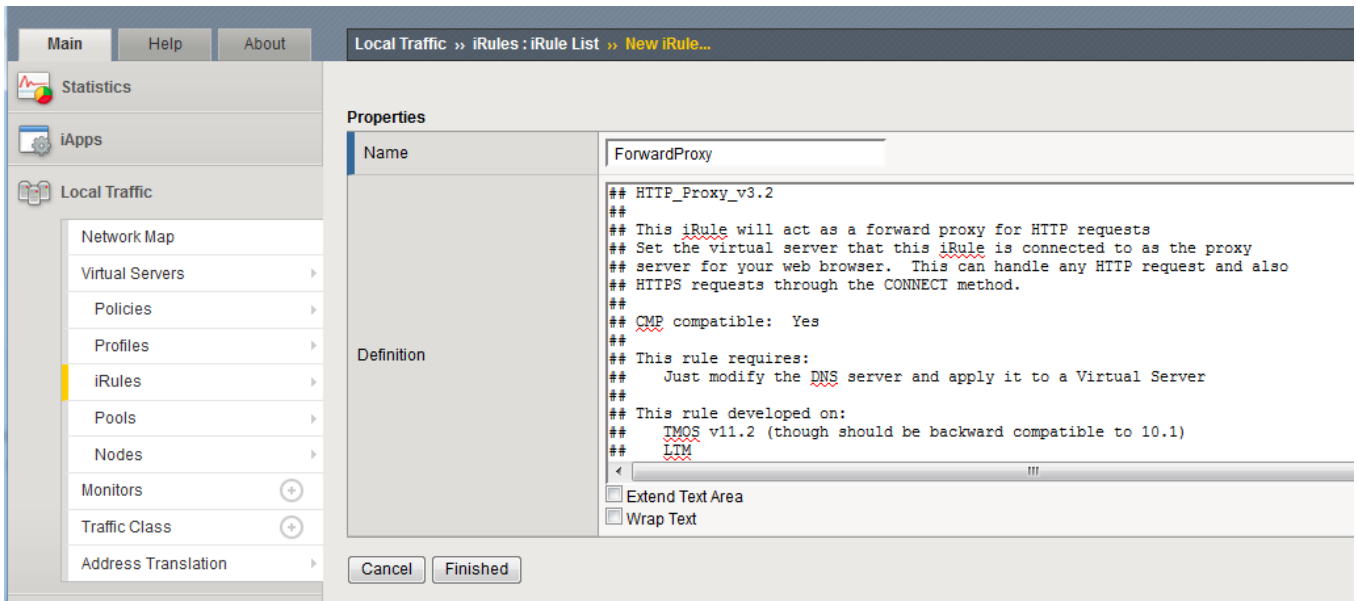 Main
Help
About
Local Traffic ›› iRules : iRule List ›› New iRule...
Statistics
iApps
Local Traffic
Network Map
Virtual Servers
Policies
Profiles
iRules
Pools
Nodes
Monitors
Traffic Class
Address Translation
Properties
Name
ForwardProxy
Definition
## HTTP_Proxy_v3.2
##
## This iRule will act as a forward proxy for HTTP requests
## Set the virtual server that this iRule is connected to as the proxy
## server for your web browser.  This can handle any HTTP request and also
## HTTPS requests through the CONNECT method.
##
## CMP compatible:  Yes
##
## This rule requires:
##    Just modify the DNS server and apply it to a Virtual Server
##
## This rule developed on:
##    TMOS v11.2 (though should be backward compatible to 10.1)
##    LTM
Extend Text Area
Wrap Text
Cancel
Finished